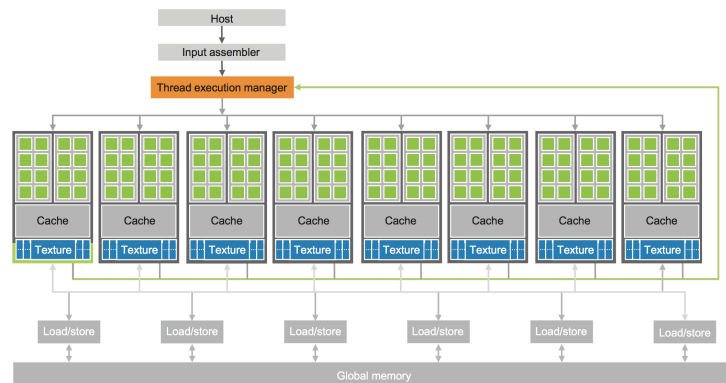 Host
Input assembler
Thread execution manager
Cache Cache Cache Cache Cache Cache Cache Cache
Texture Texture Texture Texture Texture Texture Texture Texture
Load/store Load/store Load/store Load/store Load/store Load/store
Global memory